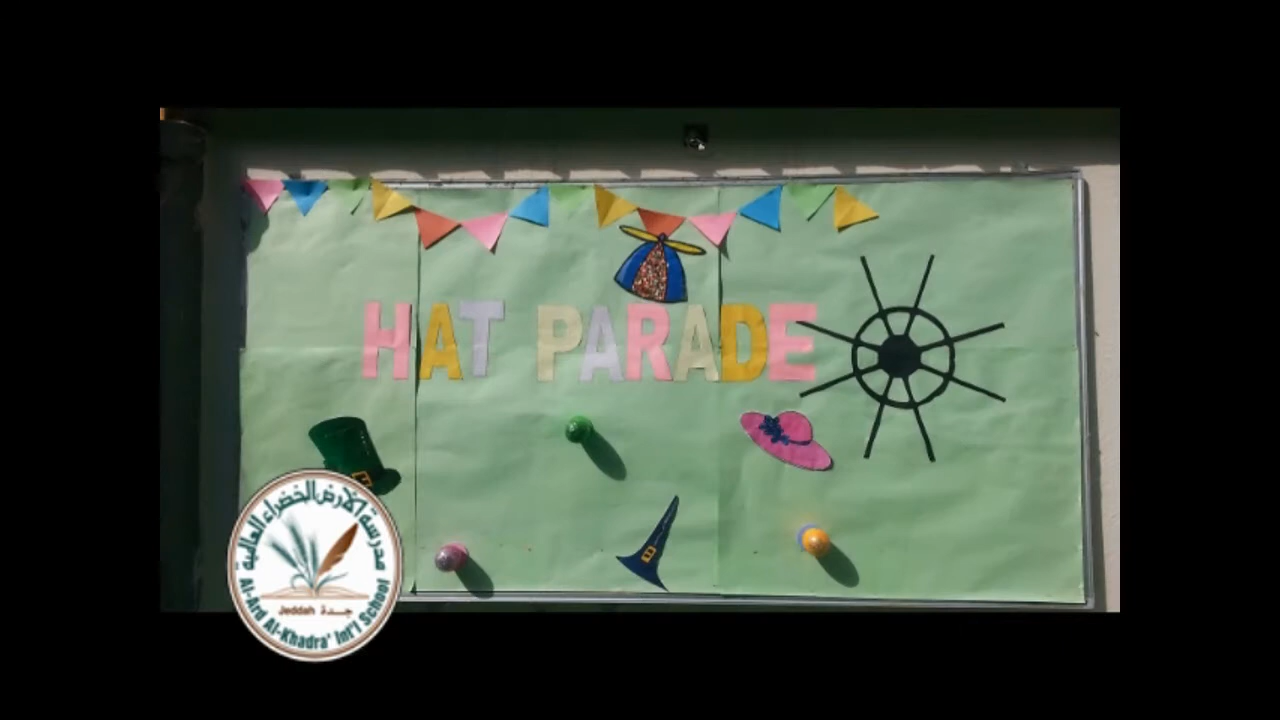 HAT PARADE
مدرسة الأرض الخضراء العالمية
Jeddah جدة
Al-Ard Al-Khadra' Int'l School